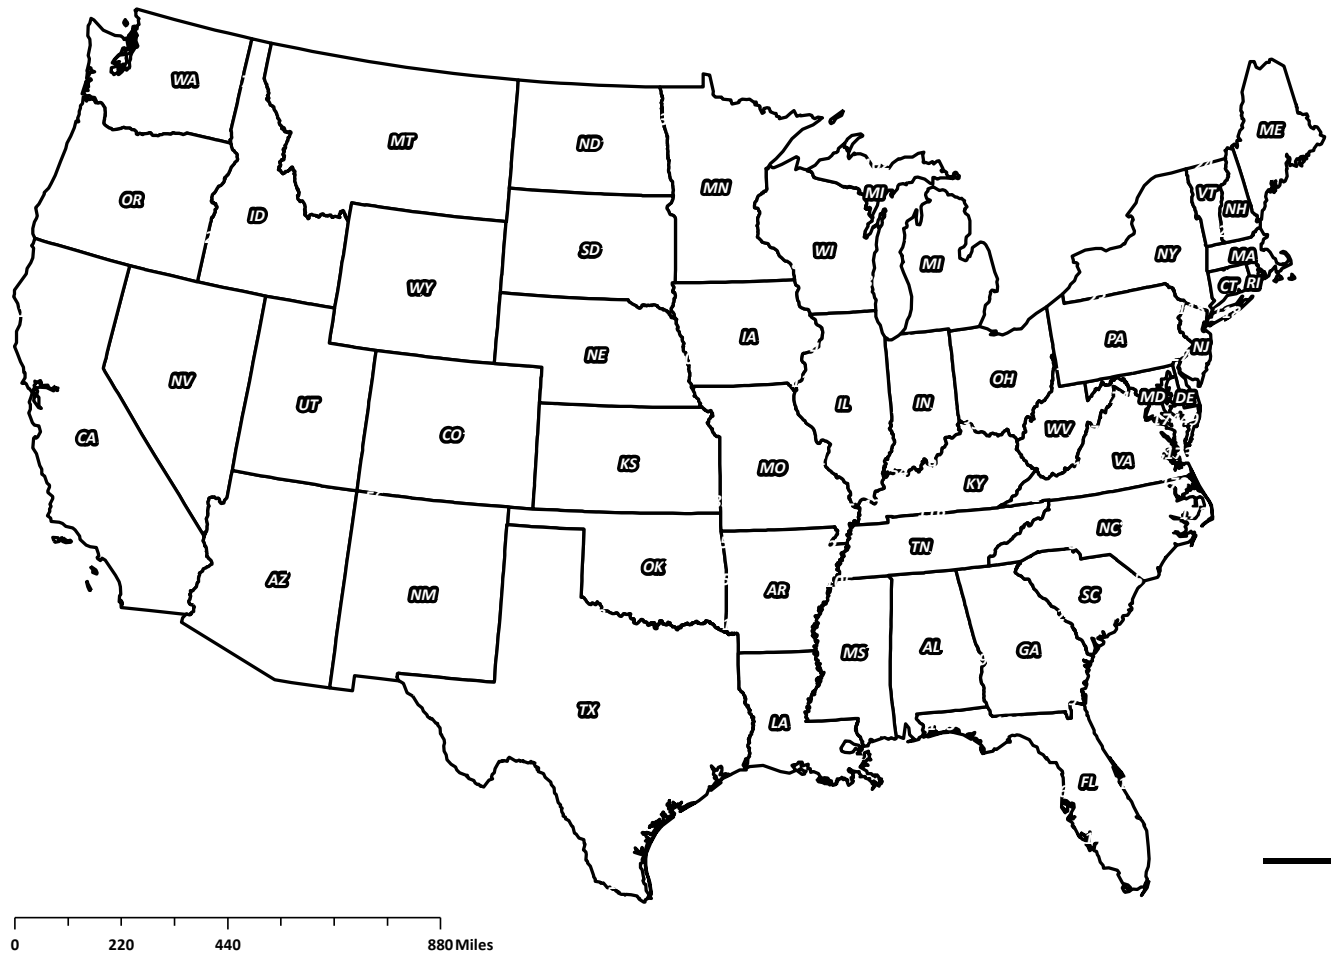 WA
MT
ND
ME
MN
MI
OR
ID
VT
NH
SD
WI
NY
MA
MI
WY
CT
RI
IA
PA
NE
NJ
NV
OH
UT
IL
IN
MD
DE
CA
CO
WV
KS
MO
VA
KY
NC
TN
OK
AZ
AR
NM
SC
MS
AL
GA
TX
LA
FL
0 220 440 880 Miles